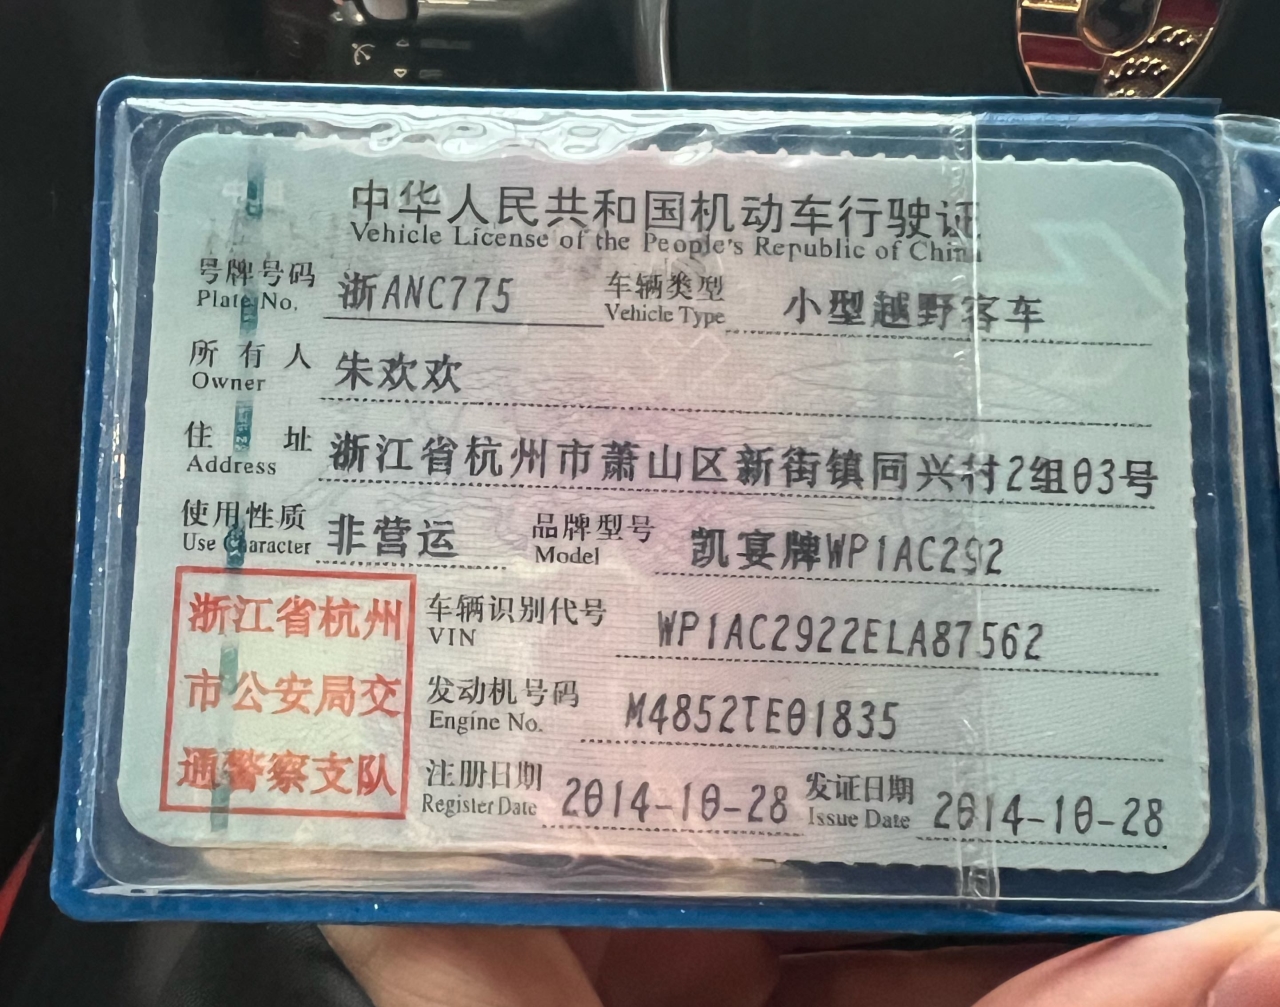 中华人民共和国机动车行驶证
Vehicle License of the People's Republic of China
号牌号码 浙ANC775 车辆类型 小型越野客车
Plate No. Vehicle Type
所有人 朱欢欢
Owner
住址 浙江省杭州市萧山区新街镇同兴村2组03号
Address
使用性质 非营运 品牌型号 凯宴牌WP1AC292
Use Character Model
浙江省杭州
市公安局交
通警察支队
车辆识别代号 WP1AC2922ELA87562
VIN
发动机号码 M4852TE01835
Engine No.
注册日期 2014-10-28 发证日期 2014-10-28
Register Date Issue Date